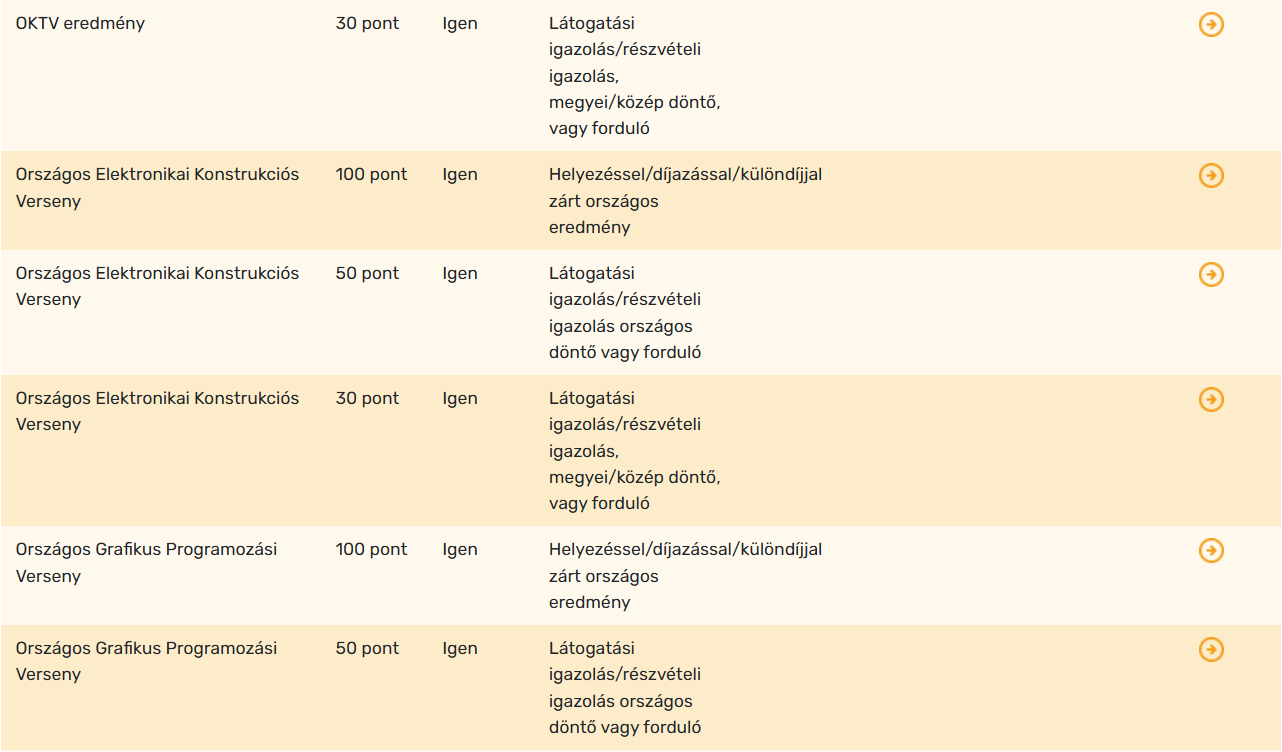 OKTV eredmény 30 pont Igen Látogatási
igazolás/részvételi
igazolás,
megyei/közép döntő,
vagy forduló
Országos Elektronikai Konstrukciós 100 pont Igen Helyezéssel/díjazással/különdíjjal
Verseny zárt országos
eredmény
Országos Elektronikai Konstrukciós 50 pont Igen Látogatási
Verseny igazolás/részvételi
igazolás országos
döntő vagy forduló
Országos Elektronikai Konstrukciós 30 pont Igen Látogatási
Verseny igazolás/részvételi
igazolás,
megyei/közép döntő,
vagy forduló
Országos Grafikus Programozási 100 pont Igen Helyezéssel/díjazással/különdíjjal
Verseny zárt országos
eredmény
Országos Grafikus Programozási 50 pont Igen Látogatási
Verseny igazolás/részvételi
igazolás országos
döntő vagy forduló